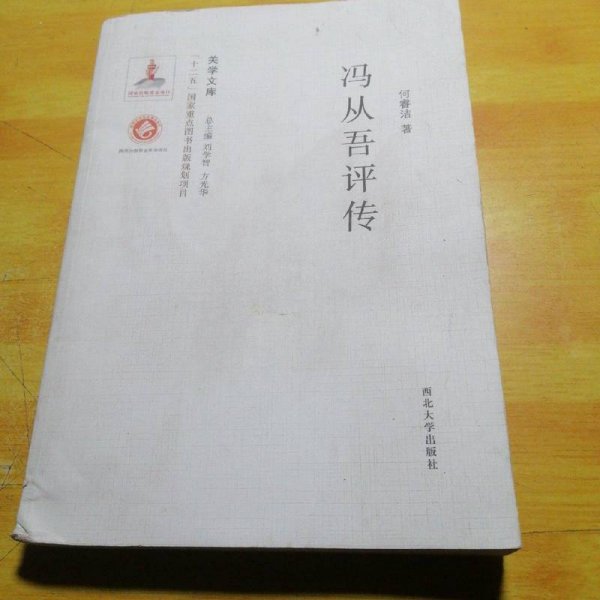 冯从吾评传
何睿洁 著
关学文库
总主编 刘学智 方光华
“十二五”国家重点图书出版规划项目
西北大学出版社